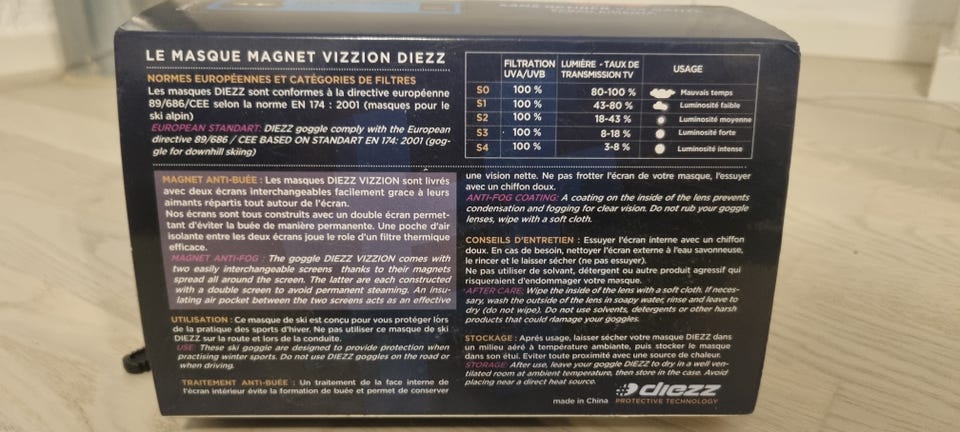 LE MASQUE MAGNET VIZZION DIEZZ
NORMES EUROPÉENNES ET CATÉGORIES DE FILTRES
Les masques DIEZZ sont conformes à la directive européenne
89/686/CEE selon la norme EN 174 : 2001 (masques pour le
ski alpin)
EUROPEAN STANDART: DIEZZ goggle comply with the European
directive 89/686 / CEE BASED ON STANDART EN 174: 2001 (gog-
gle for downhill skiing)
FILTRATION LUMIÈRE - TAUX DE USAGE
UVA/UVB TRANSMISSION TV
S0 100 % 80-100 % Mauvais temps
S1 100 % 43-80 % Luminosité faible
S2 100 % 18-43 % Luminosité moyenne
S3 100 % 8-18 % Luminosité forte
S4 100 % 3-8 % Luminosité intense
MAGNET ANTI-BUÉE : Les masques DIEZZ VIZZION sont livrés
avec deux écrans interchangeables facilement grace à leurs
aimants répartis tout autour de l'écran.
Nos écrans sont tous construits avec un double écran permet-
tant d'éviter la buée de manière permanente. Une poche d'air
isolante entre les deux écrans joue le role d'un filtre thermique
efficace.
MAGNET ANTI-FOG : The goggle DIEZZ VIZZION comes with
two easily interchangeable screens thanks to their magnets
spread all around the screen. The latter are each constructed
with a double screen to avoid permanent steaming. An insu-
lating air pocket between the two screens acts as an effective
UTILISATION : Ce masque de ski est conçu pour vous protéger lors
de la pratique des sports d'hiver. Ne pas utiliser ce masque de ski
DIEZZ sur la route et lors de la conduite.
USE: These ski goggle are designed to provide protection when
practising winter sports. Do not use DIEZZ goggles on the road or
when driving.
TRAITEMENT ANTI-BUÉE : Un traitement de la face interne de
l'écran intérieur évite la formation de buée et permet de conserver
une vision nette. Ne pas frotter l'écran de votre masque, l'essuyer
avec un chiffon doux.
ANTI-FOG COATING: A coating on the inside of the lens prevents
condensation and fogging for clear vision. Do not rub your goggle
lenses, wipe with a soft cloth.
CONSEILS D'ENTRETIEN : Essuyer l'écran interne avec un chiffon
doux. En cas de besoin, nettoyer l'écran externe à l'eau savonneuse,
le rincer et le laisser sécher (ne pas essuyer).
Ne pas utiliser de solvant, détergent ou autre produit agressif qui
risqueraient d'endommager votre masque.
AFTER CARE: Wipe the inside of the lens with a soft cloth. If neces-
sary, wash the outside of the lens in soapy water, rinse and leave to
dry (do not wipe). Do not use solvents, detergents or other harsh
products that could damage your goggles.
STOCKAGE : Après usage, laisser sécher votre masque DIEZZ dans
un milieu aéré à température ambiante, puis stocker le masque
dans son étui. Eviter toute proximité avec une source de chaleur.
STORAGE: After use, leave your goggle DIEZZ to dry in a well ven-
tilated room at ambient temperature, then store in the case. Avoid
placing near a direct heat source.
made in China
diezz
PROTECTIVE TECHNOLOGY